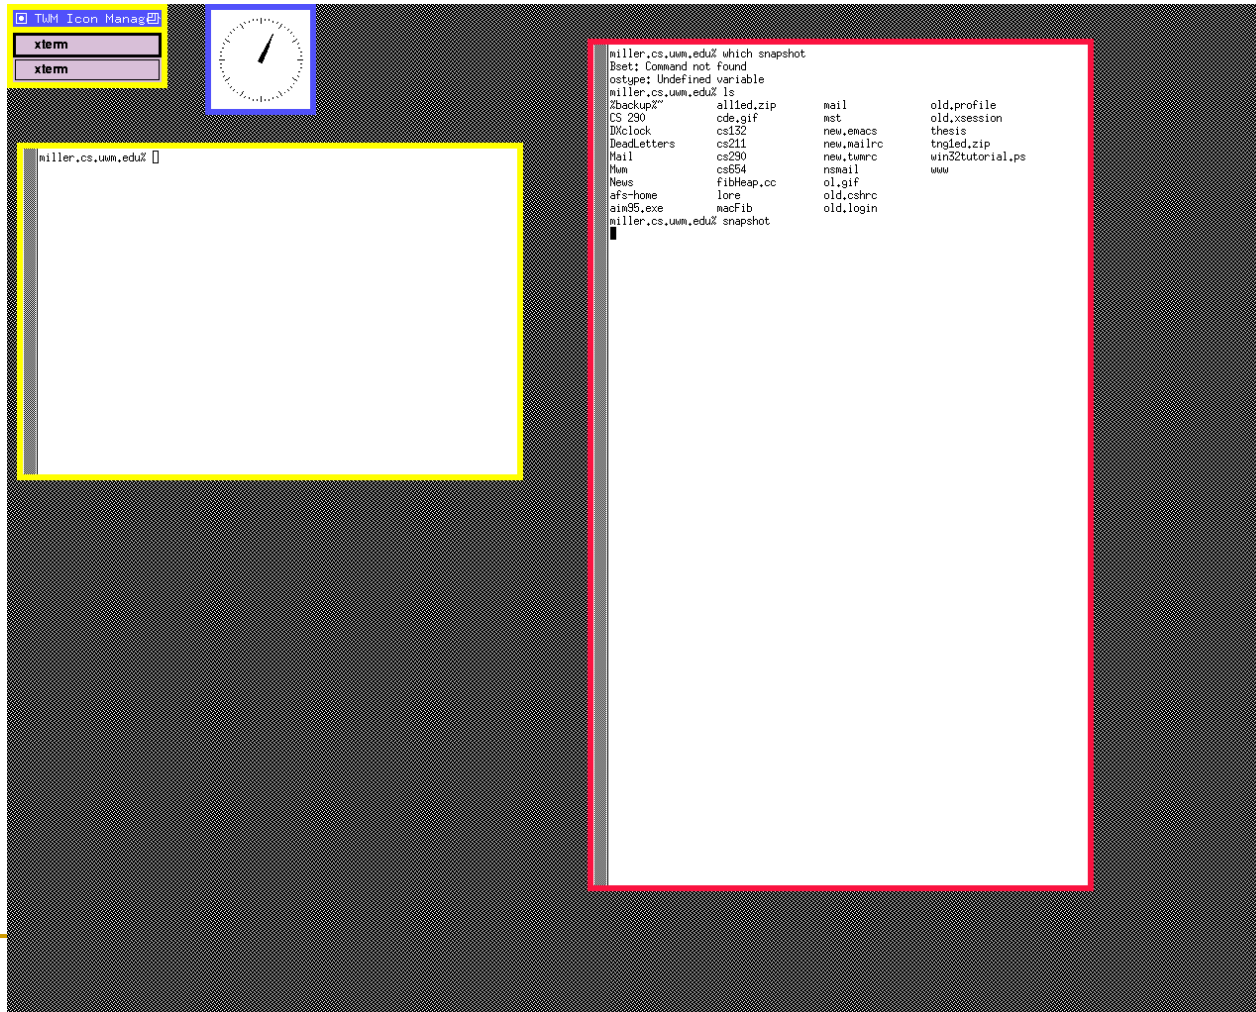 TWM Icon Manag
xterm
xterm
miller.cs.uwm.edu%
miller.cs.uwm.edu% which snapshot
Bset: Command not found
ostype: Undefined variable
miller.cs.uwm.edu% ls
%backup%~ all1ed.zip mail old.profile
CS 290 cde.gif mst old.xsession
DXclock cs132 new.emacs thesis
DeadLetters cs211 new.mailrc tng1ed.zip
Mail cs290 new.twmrc win32tutorial.ps
Mwm cs654 nsmail www
News fibHeap.cc ol.gif
afs-home lore old.cshrc
aim95.exe macFib old.login
miller.cs.uwm.edu% snapshot